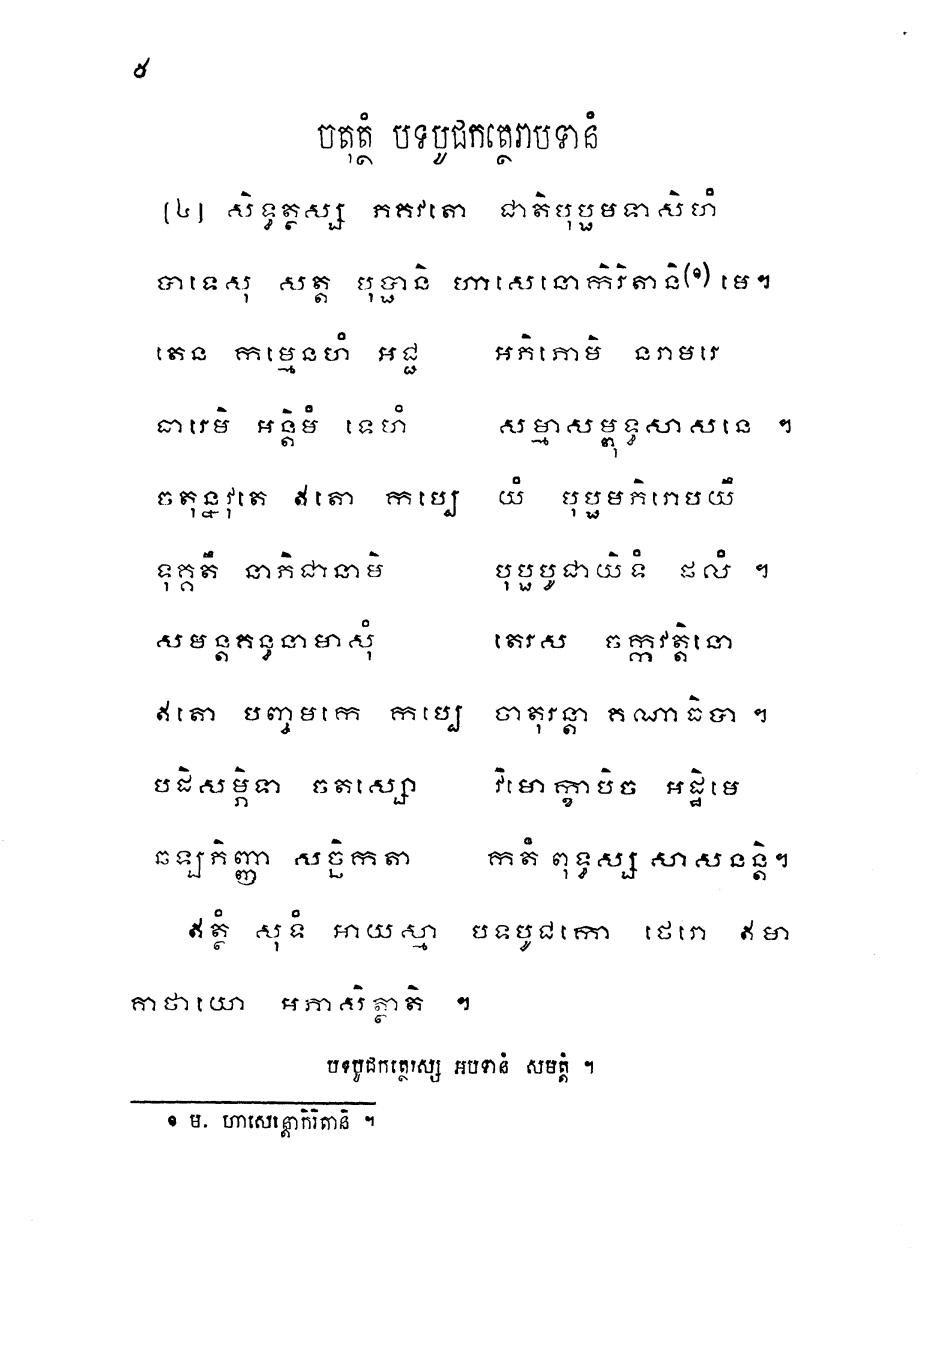 ៥
ចតុត្ថំ បទបូជកត្ថេរាបទានំ
(៤) សិទ្ធត្ថស្ស ភគវតោ ជាតិបុប្ផមទាសិហំ
បាទេសុ សត្ត បុប្ផានិ ហាសេនោកិរិតានិ(១) មេ។
តេន កម្មេនហំ អជ្ជ អភិភោមិ នរាមរេ
ធារេមិ អន្តិមំ ទេហំ សម្មាសម្ពុទ្ធសាសនេ ។
ចតុន្នវុតេ ឥតោ កប្បេ យំ បុប្ផមភិរោបយឹ
ទុគ្គតឹ នាភិជានាមិ បុប្ផបូជាយិទំ ផលំ ។
សមន្តគន្ធនាមាសុំ តេរស ចក្កវត្តិនោ
ឥតោ បញ្ចមកេ កប្បេ ចាតុរន្តា គណាធិបា ។
បដិសម្ភិទា ចតស្សោ វិមោក្ខាបិច អដ្ឋិមេ
ឆឡភិញ្ញា សច្ឆិកតា កតំ ពុទ្ធស្ស សាសនន្តិ។
ឥត្ថំ សុទំ អាយស្មា បទបូជកោ ថេរោ ឥមា
គាថាយោ អភាសិត្ថាតិ ។
បទបូជកត្ថេរស្ស អបទានំ សមត្តំ ។
១ ម. ហាសេន្តោកិរិតានិ ។